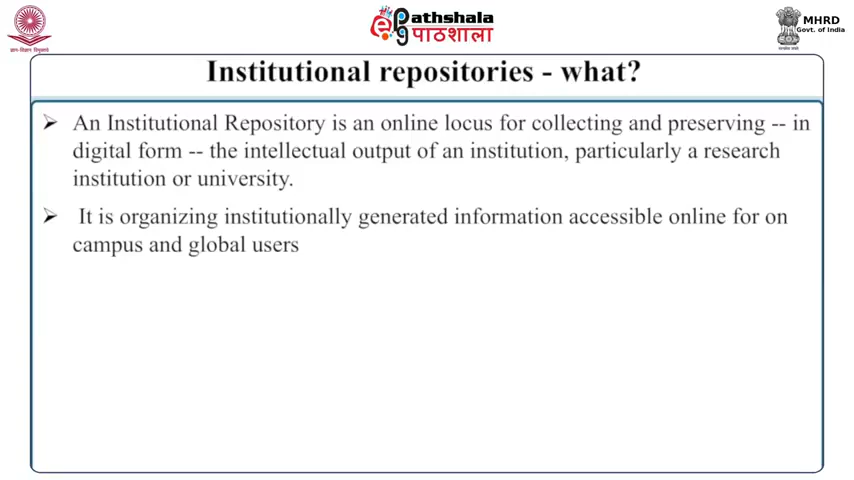 ज्ञान-विज्ञान विमुक्तये
epgPathshala
पाठशाला
MHRD
Govt. of India
Institutional repositories - what?
➤ An Institutional Repository is an online locus for collecting and preserving -- in
digital form -- the intellectual output of an institution, particularly a research
institution or university.
➤ It is organizing institutionally generated information accessible online for on
campus and global users